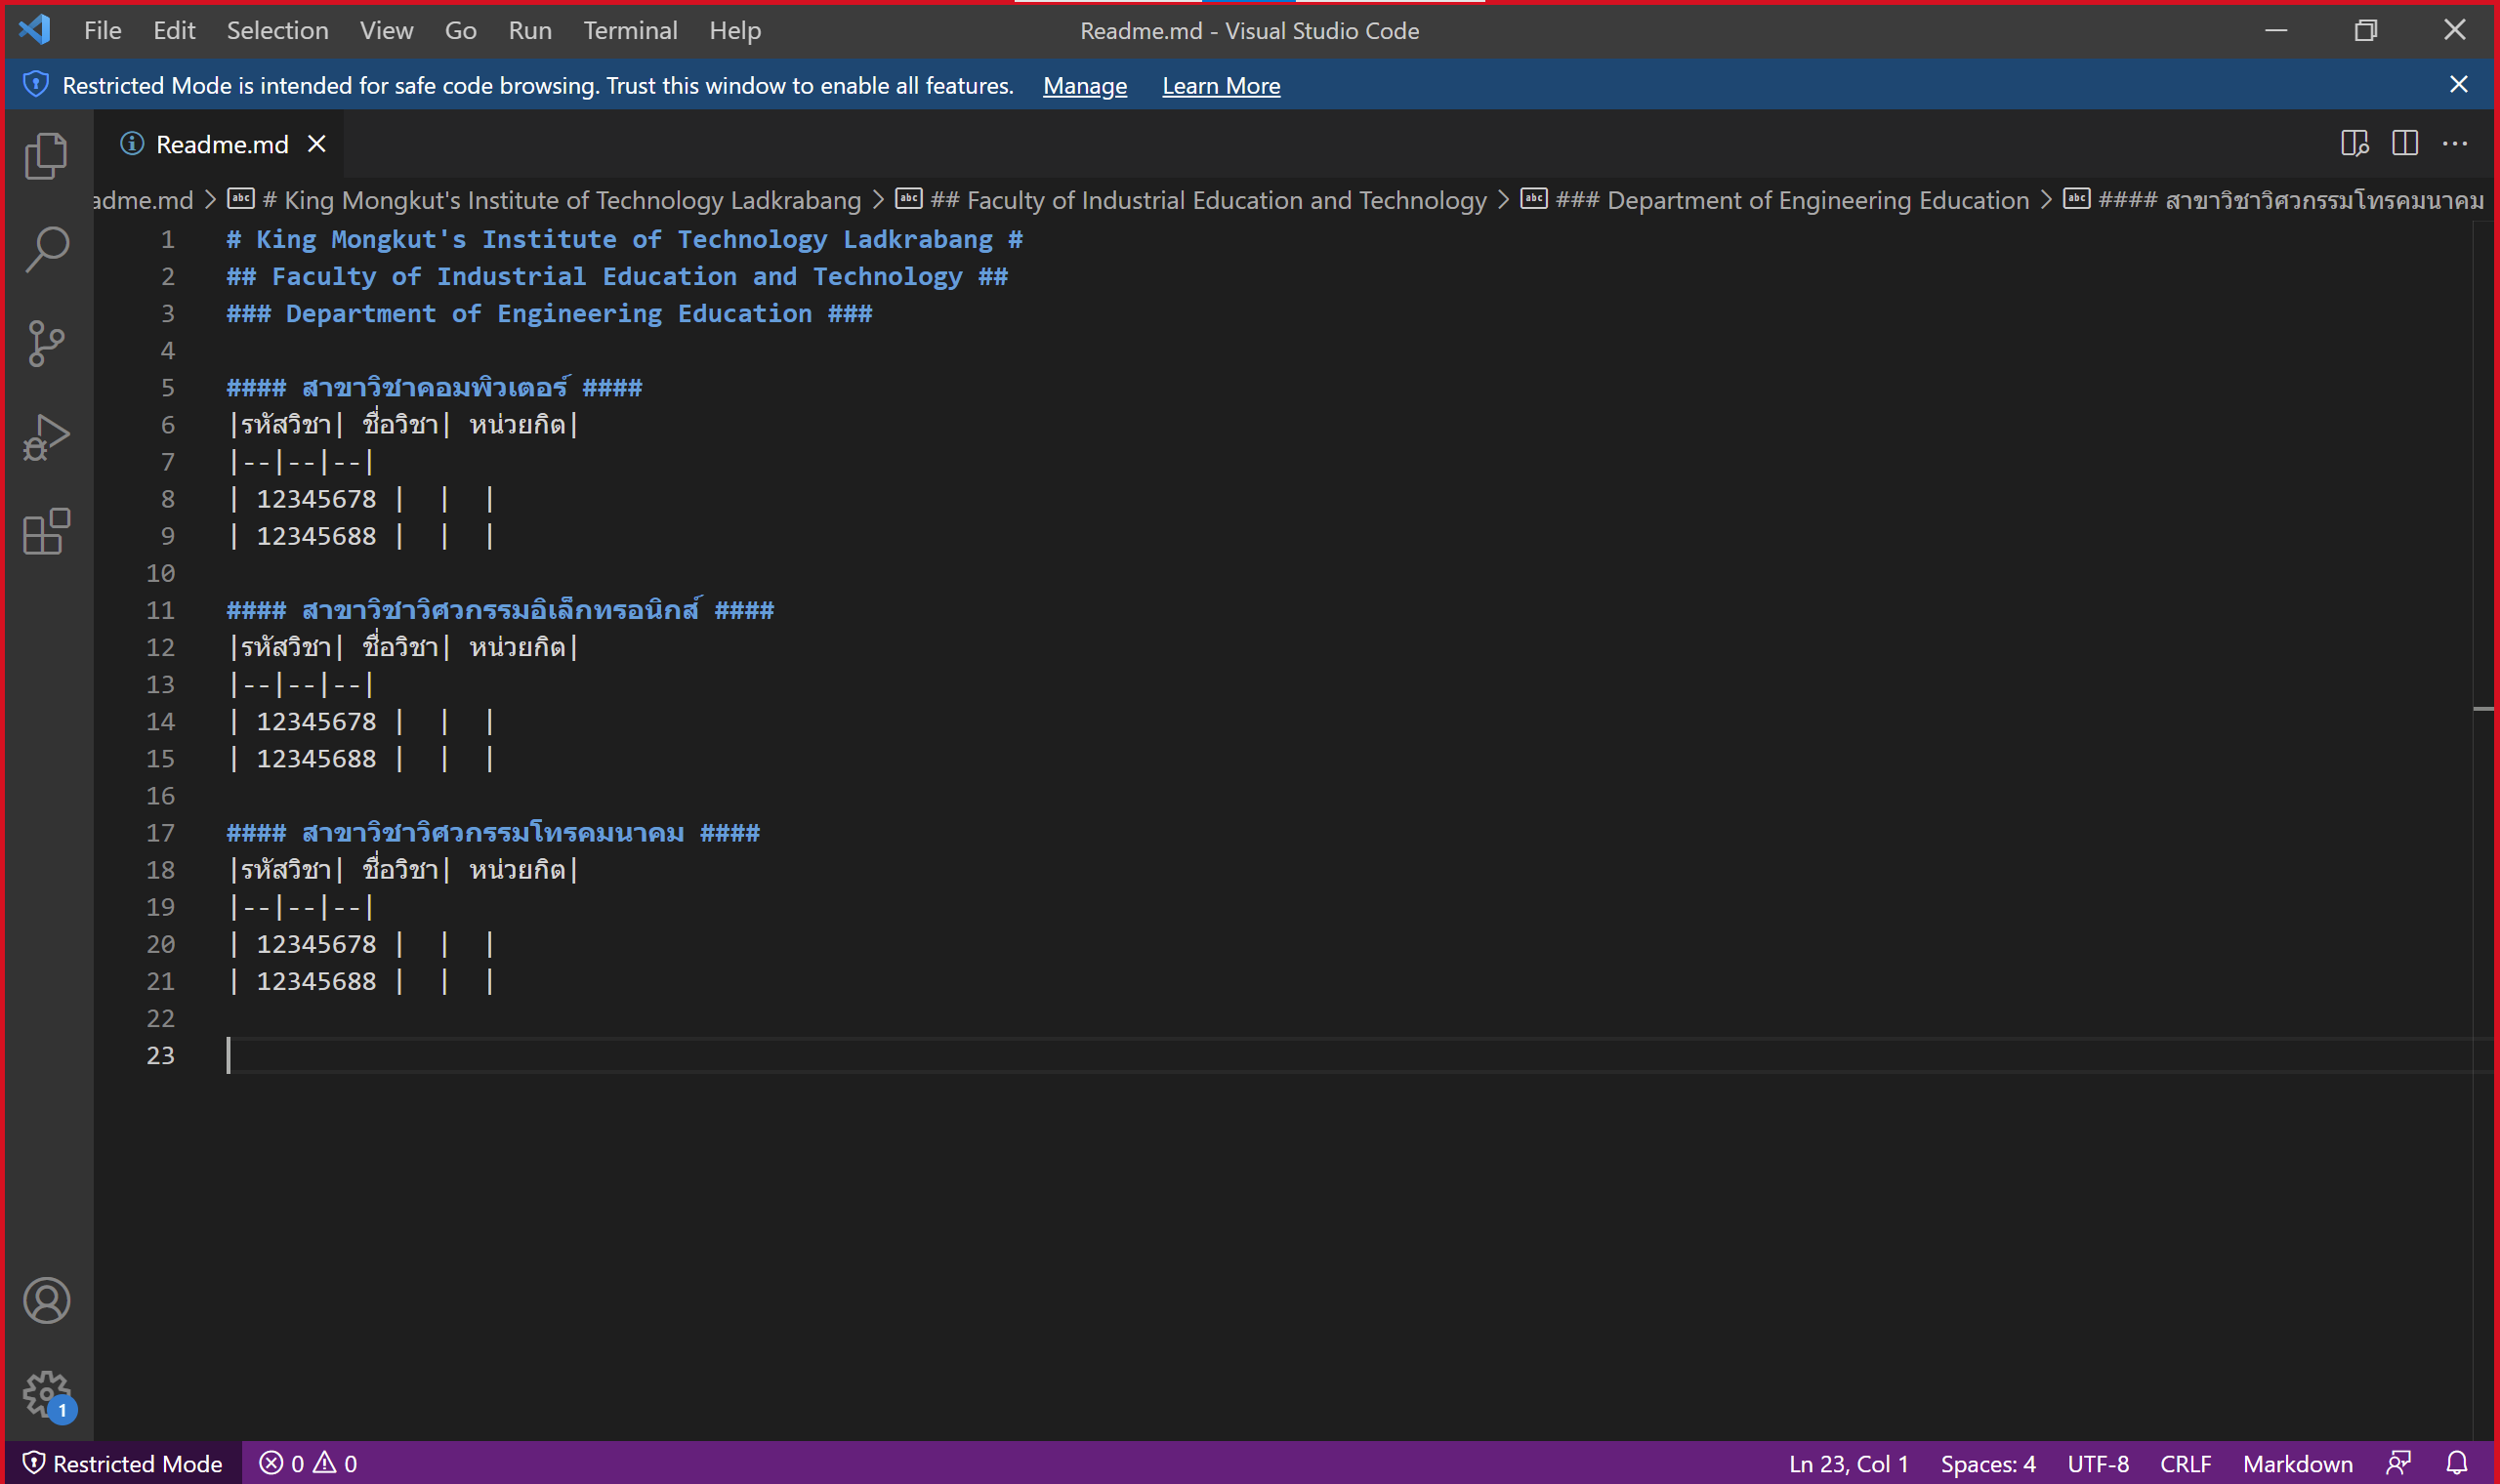 File Edit Selection View Go Run Terminal Help Readme.md - Visual Studio Code
Restricted Mode is intended for safe code browsing. Trust this window to enable all features. Manage Learn More
Readme.md
adme.md > # King Mongkut's Institute of Technology Ladkrabang > ## Faculty of Industrial Education and Technology > ### Department of Engineering Education > #### สาขาวิชาวิศวกรรมโทรคมนาคม
1 # King Mongkut's Institute of Technology Ladkrabang #
2 ## Faculty of Industrial Education and Technology ##
3 ### Department of Engineering Education ###
4
5 #### สาขาวิชาคอมพิวเตอร์ ####
6 |รหัสวิชา| ชื่อวิชา| หน่วยกิต|
7 |--|--|--|
8 | 12345678 |  |  |
9 | 12345688 |  |  |
10
11 #### สาขาวิชาวิศวกรรมอิเล็กทรอนิกส์ ####
12 |รหัสวิชา| ชื่อวิชา| หน่วยกิต|
13 |--|--|--|
14 | 12345678 |  |  |
15 | 12345688 |  |  |
16
17 #### สาขาวิชาวิศวกรรมโทรคมนาคม ####
18 |รหัสวิชา| ชื่อวิชา| หน่วยกิต|
19 |--|--|--|
20 | 12345678 |  |  |
21 | 12345688 |  |  |
22
23
1
Restricted Mode 0 0 Ln 23, Col 1 Spaces: 4 UTF-8 CRLF Markdown